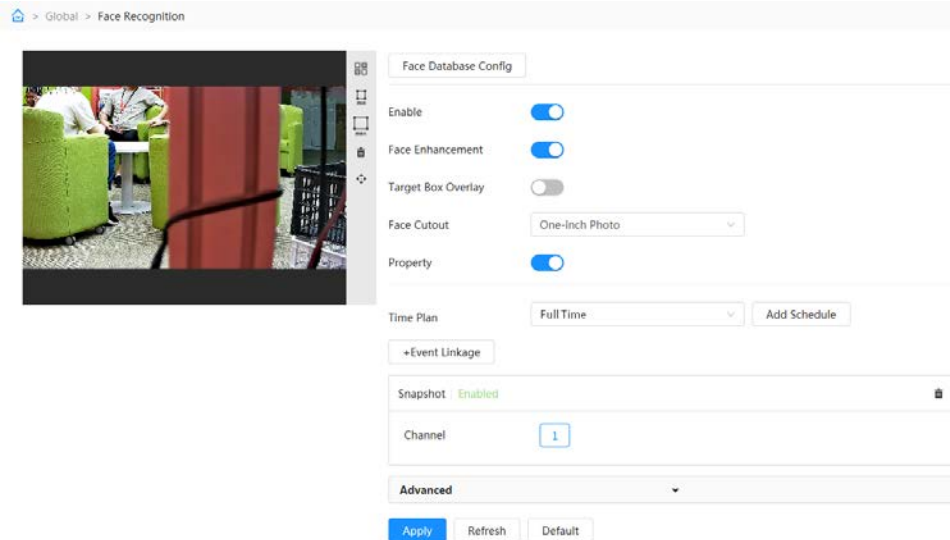 > Global > Face Recognition
Face Database Config
Enable
Face Enhancement
Target Box Overlay
Face Cutout One-Inch Photo
Property
Time Plan Full Time Add Schedule
+Event Linkage
Snapshot Enabled
Channel 1
Advanced
Apply Refresh Default